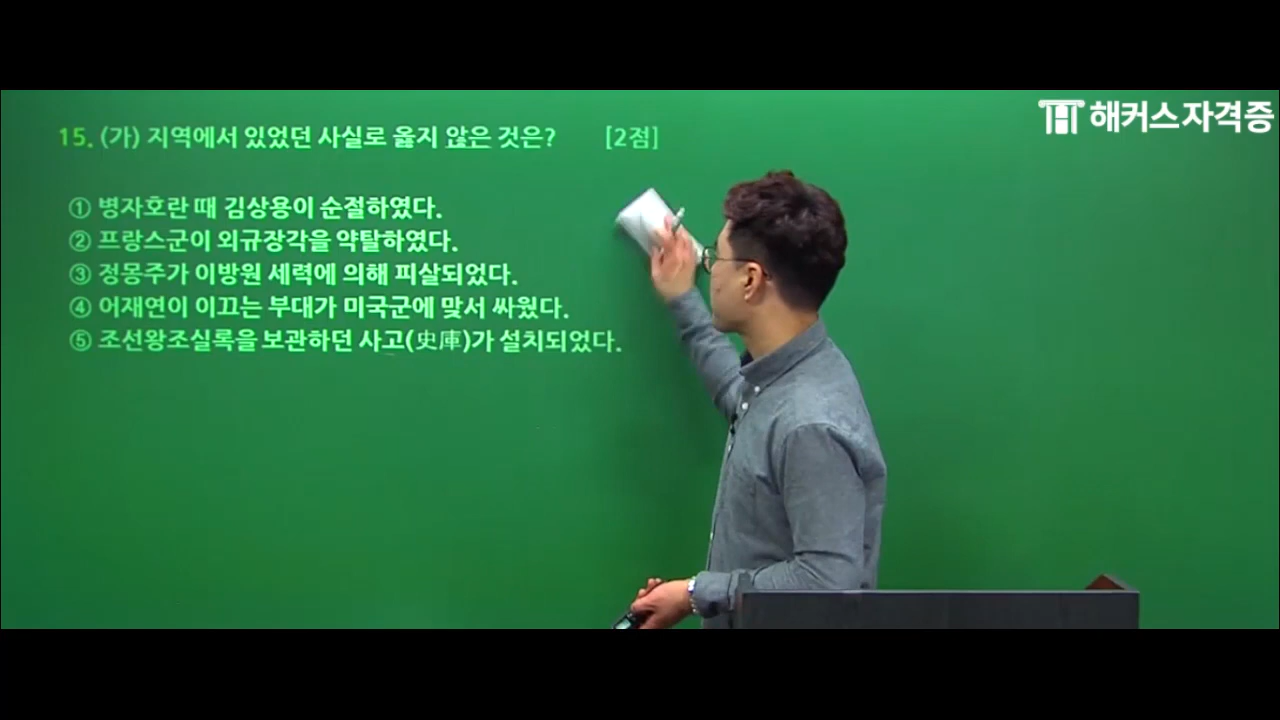 해커스자격증
15. (가) 지역에서 있었던 사실로 옳지 않은 것은? [2점]
① 병자호란 때 김상용이 순절하였다.
② 프랑스군이 외규장각을 약탈하였다.
③ 정몽주가 이방원 세력에 의해 피살되었다.
④ 어재연이 이끄는 부대가 미국군에 맞서 싸웠다.
⑤ 조선왕조실록을 보관하던 사고(史庫)가 설치되었다.